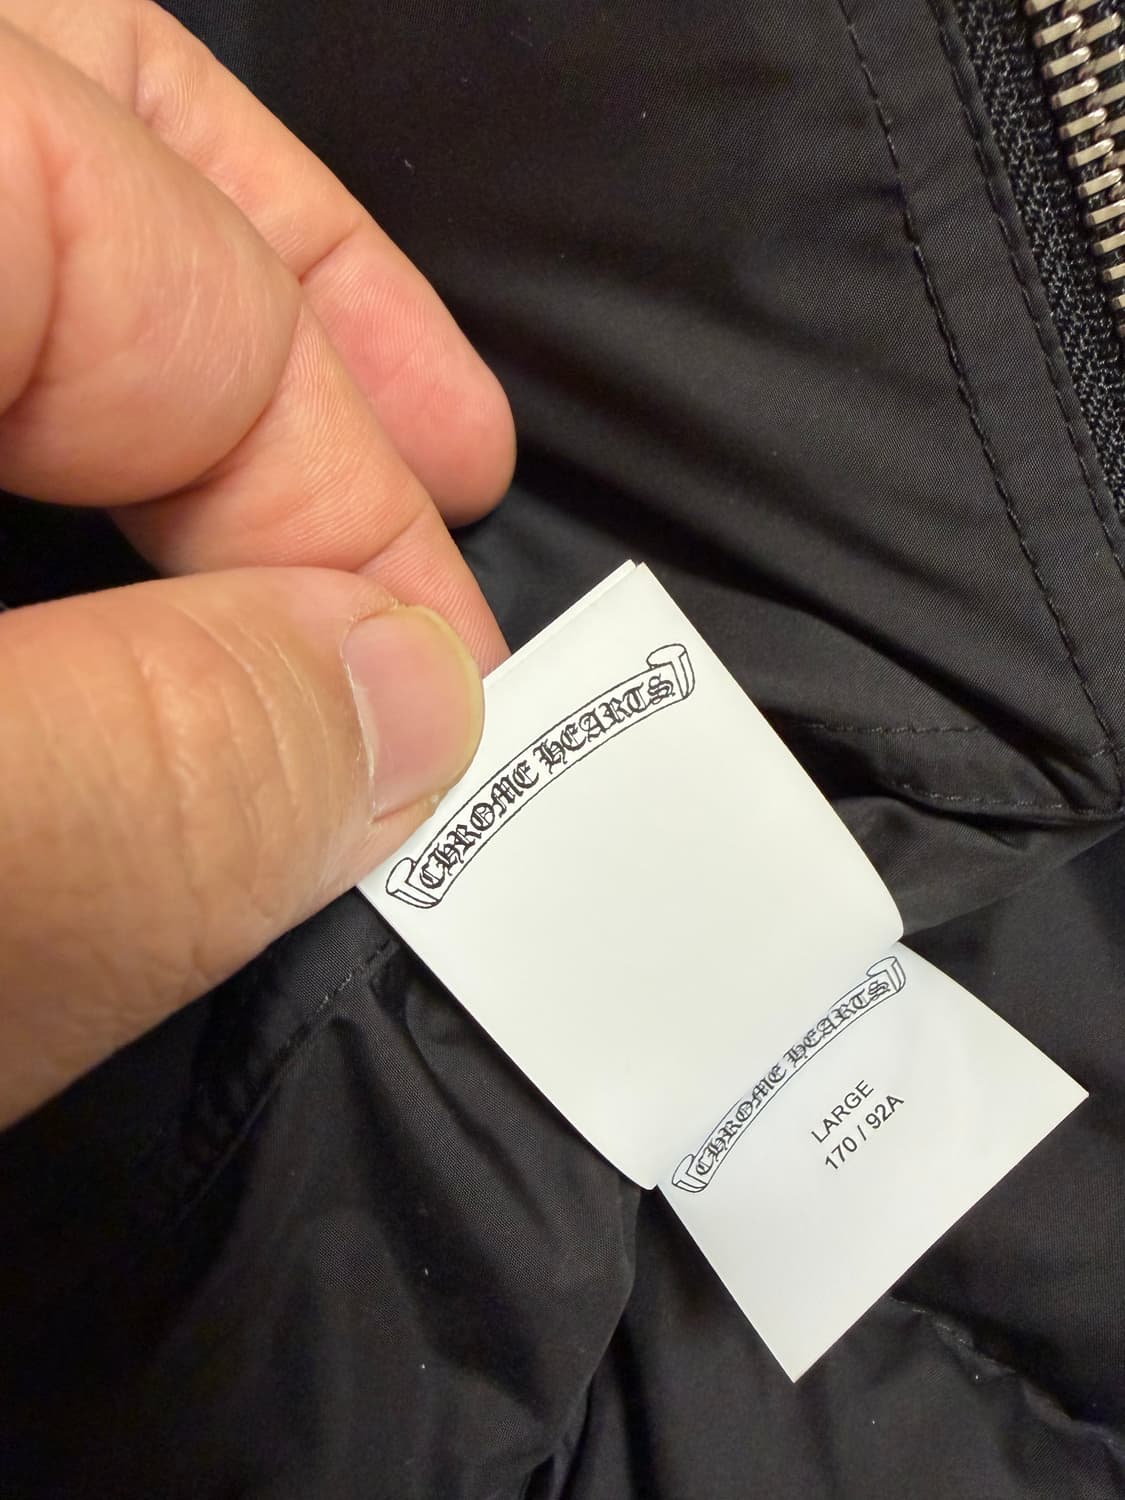 CHROME HEARTS
CHROME HEARTS
LARGE
170 / 92A